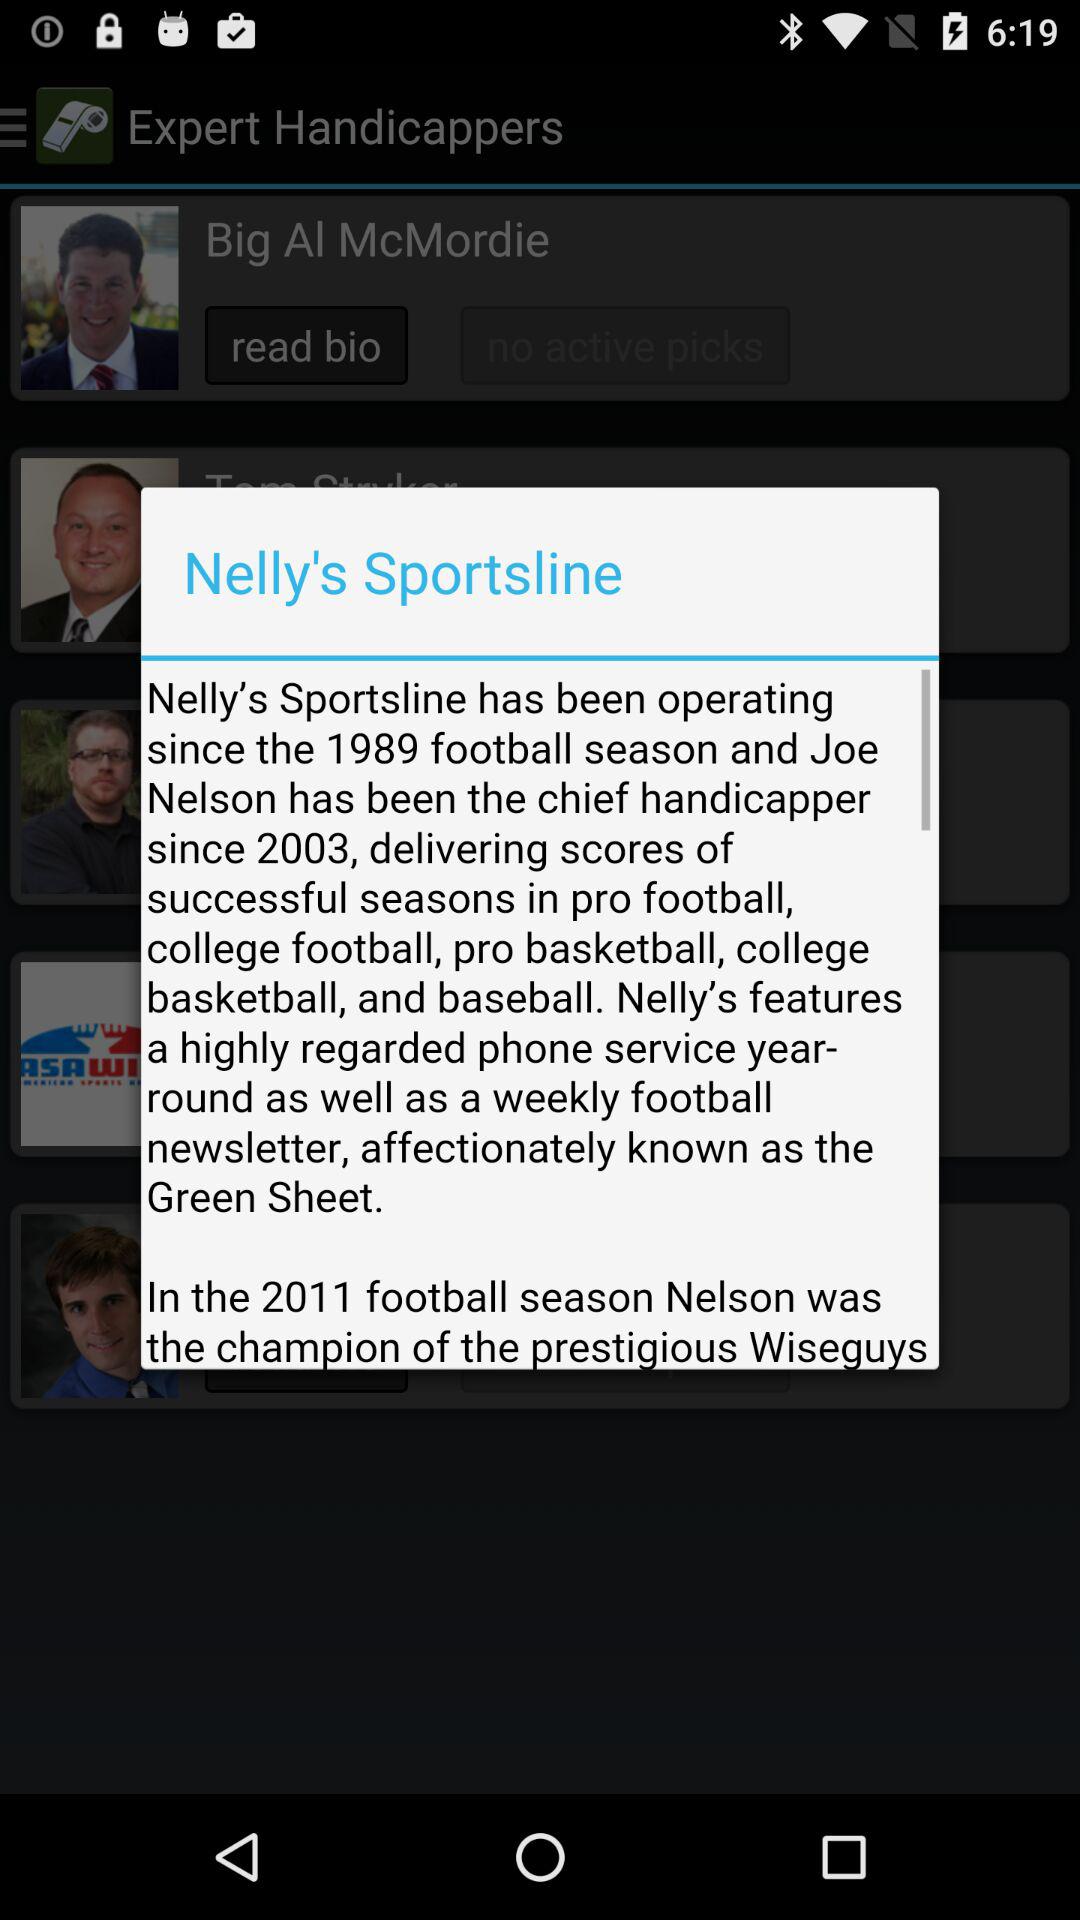 6:19
Expert Handicappers
Big Al McMordie
read bio
no active picks
Tom Stryker
Nelly's Sportsline
Nelly’s Sportsline has been operating
since the 1989 football season and Joe
Nelson has been the chief handicapper
since 2003, delivering scores of
successful seasons in pro football,
college football, pro basketball, college
basketball, and baseball. Nelly’s features
a highly regarded phone service year-
round as well as a weekly football
newsletter, affectionately known as the
Green Sheet.
In the 2011 football season Nelson was
the champion of the prestigious Wiseguys
ASAWI